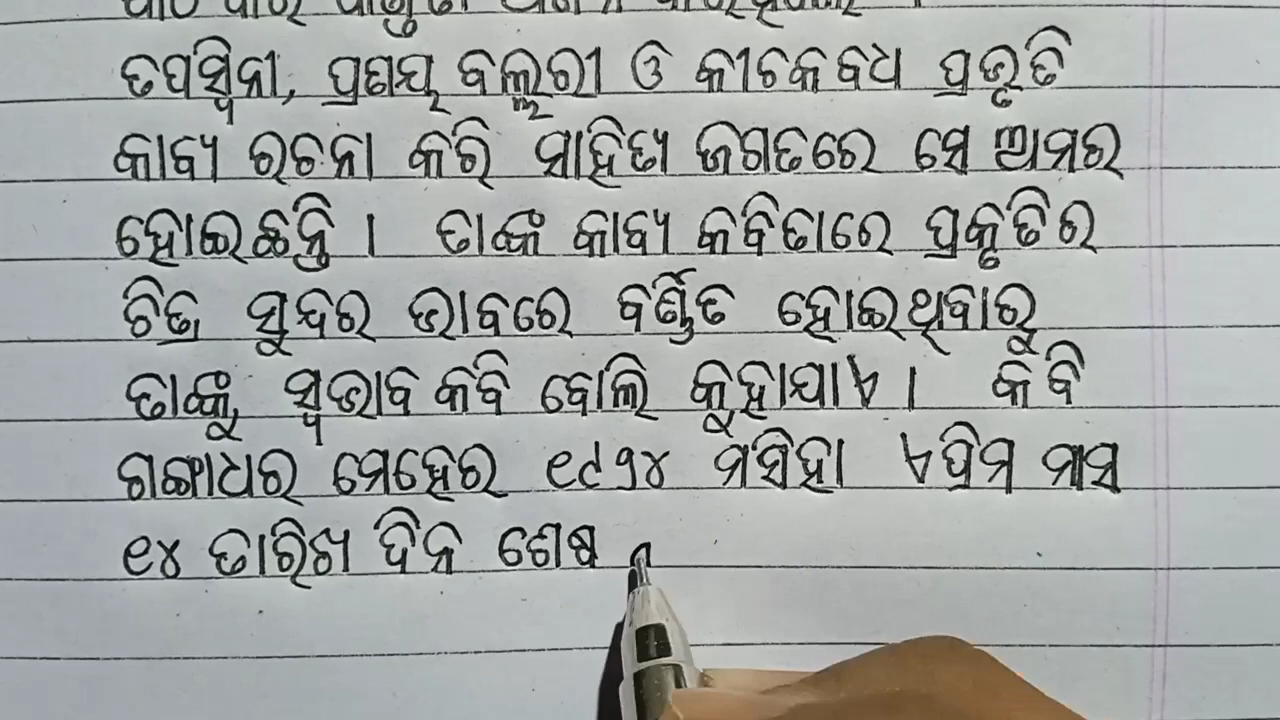 ତପସ୍ୱିନୀ, ପ୍ରଣୟ ବଲ୍ଲରୀ ଓ କୀଚକବଧ ପ୍ରଭୃତି
କାବ୍ୟ ରଚନା କରି ସାହିତ୍ୟ ଜଗତରେ ସେ ଅମର
ହୋଇଛନ୍ତି । ତାଙ୍କ କାବ୍ୟ କବିତାରେ ପ୍ରକୃତିର
ଚିତ୍ର ସୁନ୍ଦର ଭାବରେ ବର୍ଣ୍ଣିତ ହୋଇଥିବାରୁ
ତାଙ୍କୁ ସ୍ୱଭାବ କବି ବୋଲି କୁହାଯାଏ । କବି
ଗଙ୍ଗାଧର ମେହେର ୧୯୨୪ ମସିହା ଏପ୍ରିମ ମାସ
୧୪ ତାରିଖ ଦିନ ଶେଷ